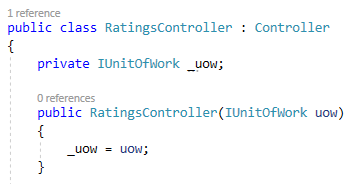 1 reference
public class RatingsController : Controller
{
private IUnitOfWork _uow;
0 references
public RatingsController(IUnitOfWork uow)
{
_uow = uow;
}